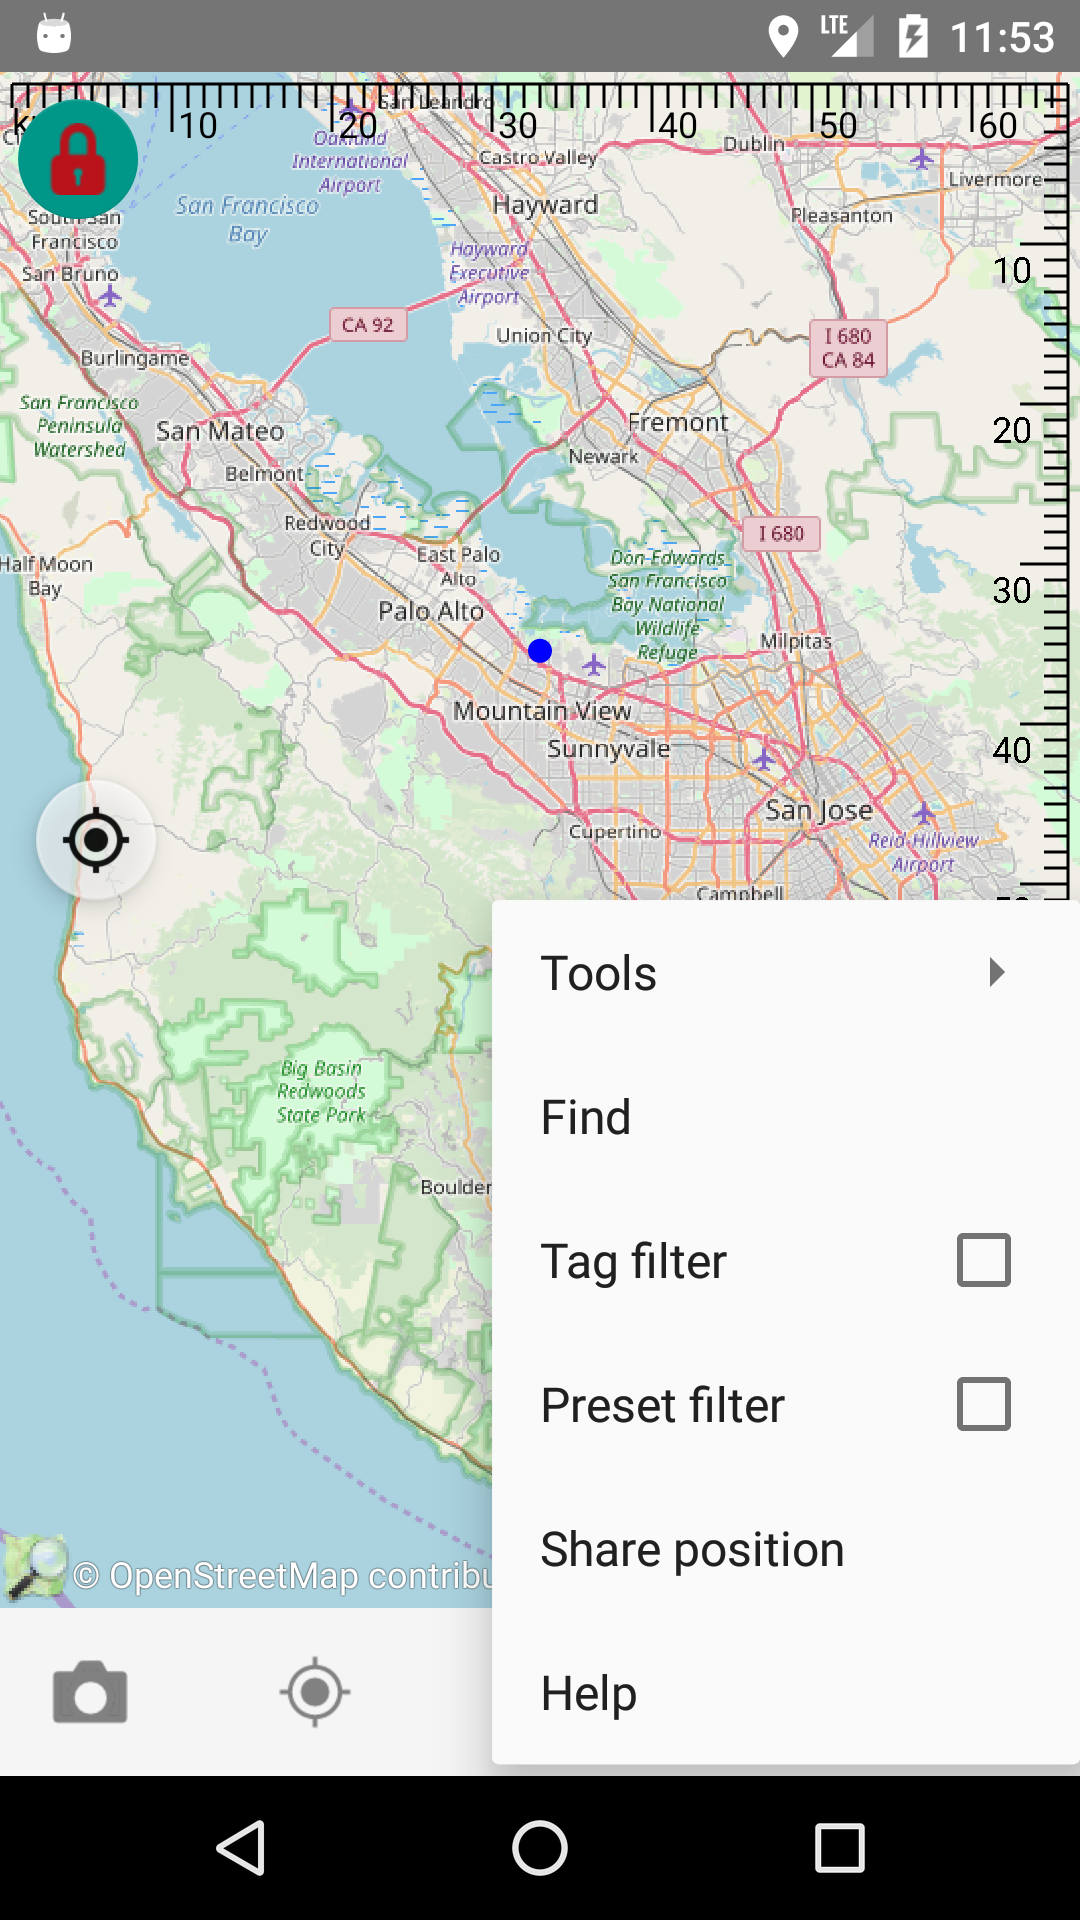 LTE
11:53
10
20
30
40
50
60
San Leandro
Oakland
International
Airport
Castro Valley
Dublin
Livermore
Hayward
Pleasanton
San Francisco
Bay
South San
Francisco
San Bruno
Hayward
Executive
Airport
10
CA 92
Union City
I 680
CA 84
Burlingame
San Francisco
Peninsula
Watershed
San Mateo
Fremont
20
Belmont
Newark
Redwood
City
I 680
East Palo
Alto
Half Moon
Bay
Don Edwards
San Francisco
Bay National
Wildlife
Refuge
30
Palo Alto
Milpitas
Mountain View
Sunnyvale
40
San Jose
Cupertino
Reid-Hillview
Airport
Campbell
Tools
Find
Big Basin
Redwoods
State Park
Boulder
Tag filter
Preset filter
Share position
© OpenStreetMap contribu
Help